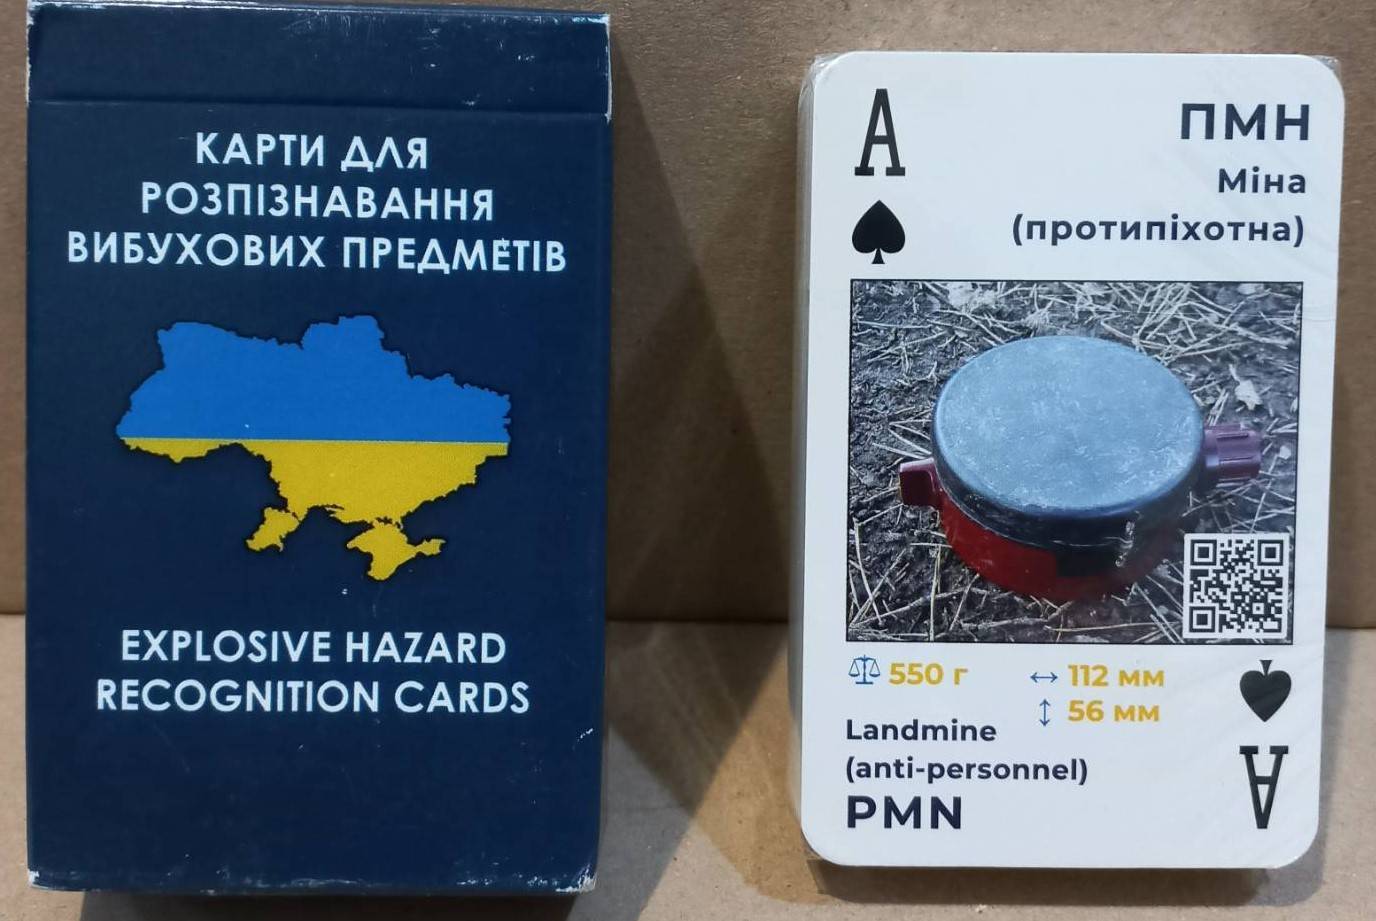 КАРТИ ДЛЯ
РОЗПІЗНАВАННЯ
ВИБУХОВИХ ПРЕДМЕТІВ
EXPLOSIVE HAZARD
RECOGNITION CARDS
A
ПМН
Міна
(протипіхотна)
550 г
112 мм
56 мм
Landmine
(anti-personnel)
PMN
A